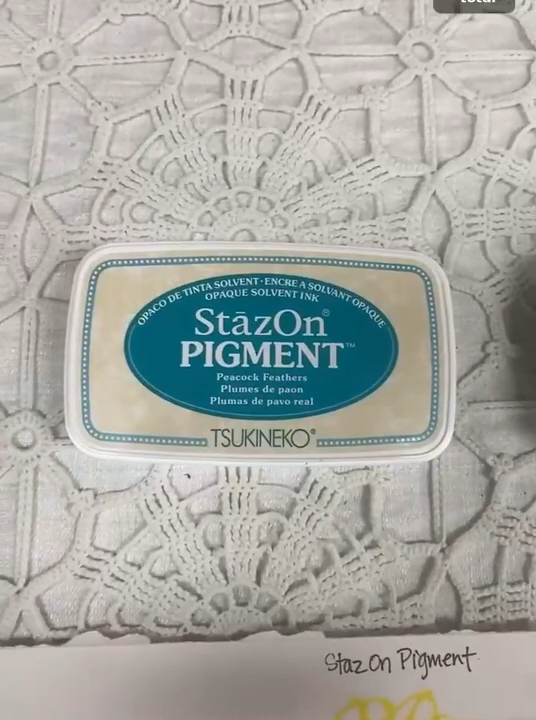 total
OPACO DE TINTA SOLVENT·ENCRE A SOLVANT OPAQUE
OPAQUE SOLVENT INK
StāzOn®
PIGMENT™
Peacock Feathers
Plumes de paon
Plumas de pavo real
TSUKINEKO®
StazOn Pigment